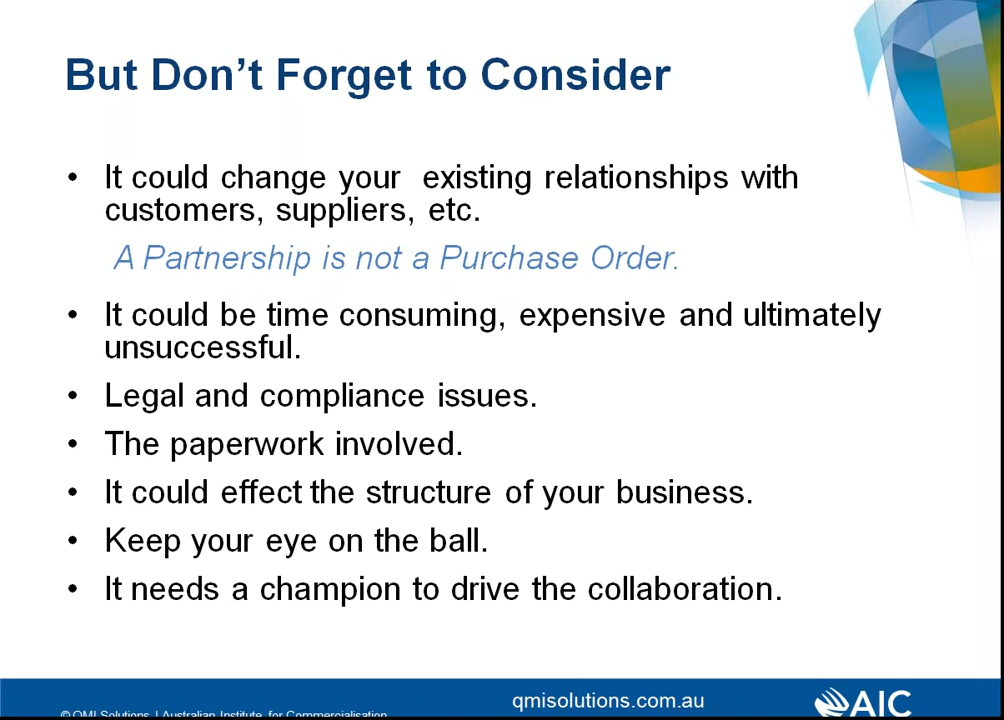 But Don't Forget to Consider
• It could change your existing relationships with
customers, suppliers, etc.
A Partnership is not a Purchase Order.
• It could be time consuming, expensive and ultimately
unsuccessful.
• Legal and compliance issues.
• The paperwork involved.
• It could effect the structure of your business.
• Keep your eye on the ball.
• It needs a champion to drive the collaboration.
© QMI Solutions | Australian Institute for Commercialisation
qmisolutions.com.au
AIC